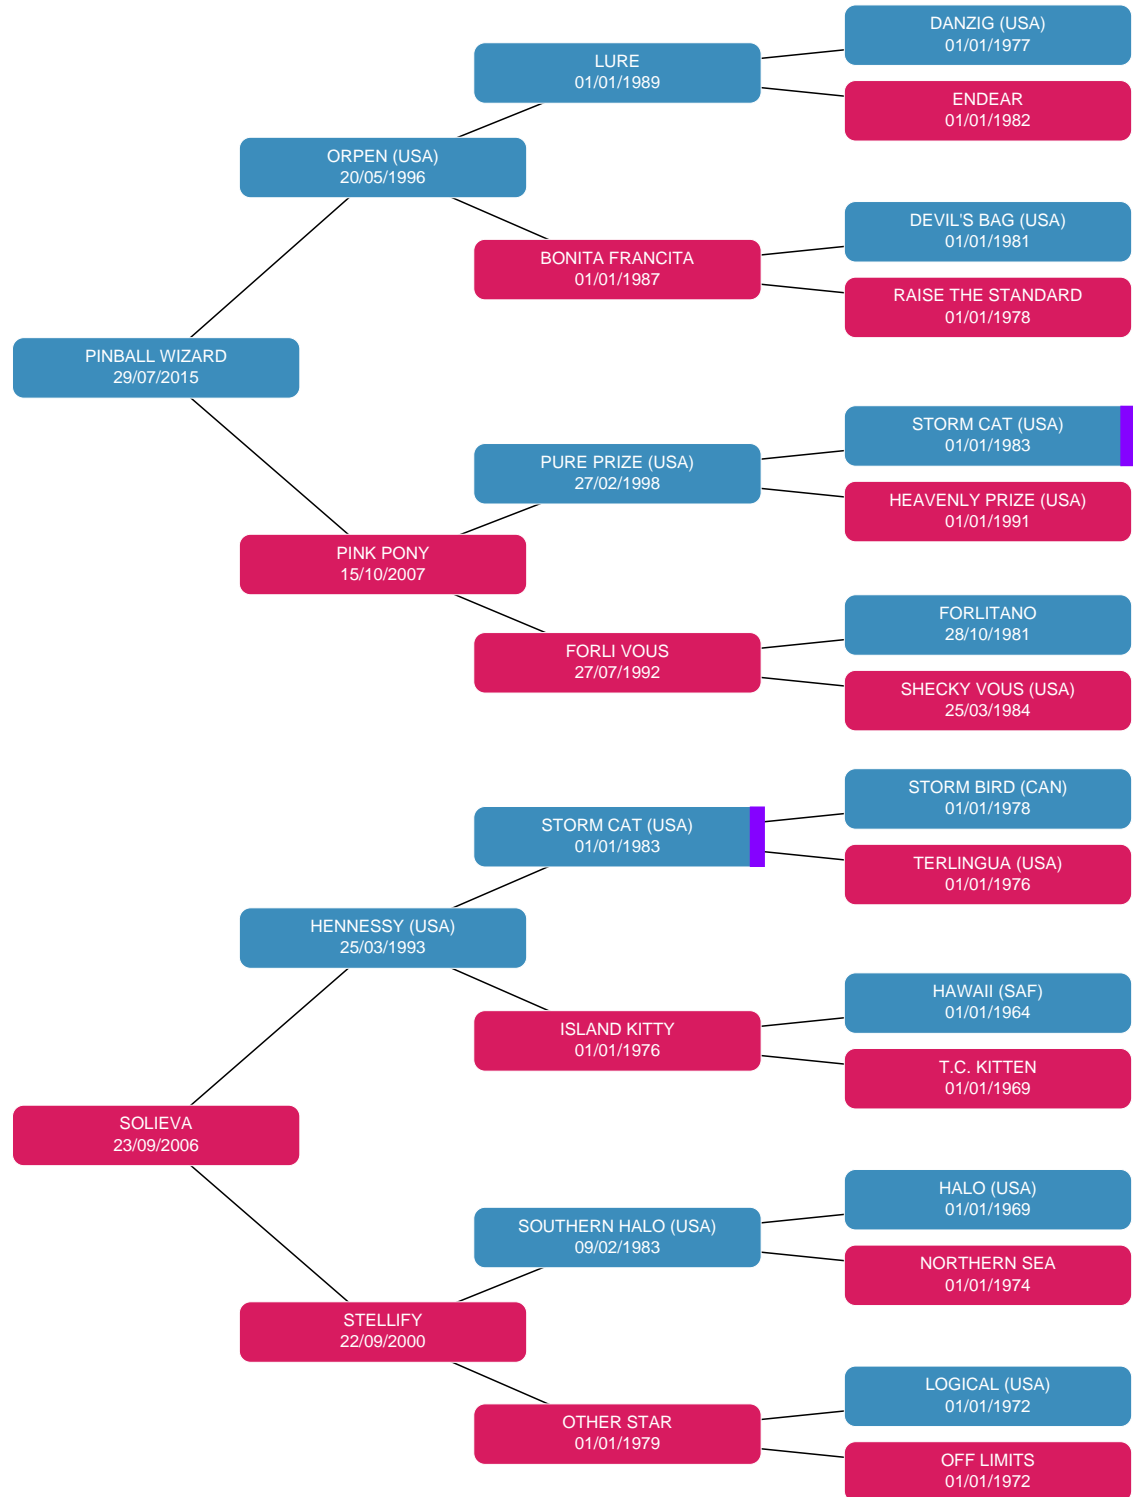 DANZIG (USA)
01/01/1977
LURE
01/01/1989
ENDEAR
01/01/1982
ORPEN (USA)
20/05/1996
DEVIL'S BAG (USA)
01/01/1981
BONITA FRANCITA
01/01/1987
RAISE THE STANDARD
01/01/1978
PINBALL WIZARD
29/07/2015
STORM CAT (USA)
01/01/1983
PURE PRIZE (USA)
27/02/1998
HEAVENLY PRIZE (USA)
01/01/1991
PINK PONY
15/10/2007
FORLITANO
28/10/1981
FORLI VOUS
27/07/1992
SHECKY VOUS (USA)
25/03/1984
STORM BIRD (CAN)
01/01/1978
STORM CAT (USA)
01/01/1983
TERLINGUA (USA)
01/01/1976
HENNESSY (USA)
25/03/1993
HAWAII (SAF)
01/01/1964
ISLAND KITTY
01/01/1976
T.C. KITTEN
01/01/1969
SOLIEVA
23/09/2006
HALO (USA)
01/01/1969
SOUTHERN HALO (USA)
09/02/1983
NORTHERN SEA
01/01/1974
STELLIFY
22/09/2000
LOGICAL (USA)
01/01/1972
OTHER STAR
01/01/1979
OFF LIMITS
01/01/1972